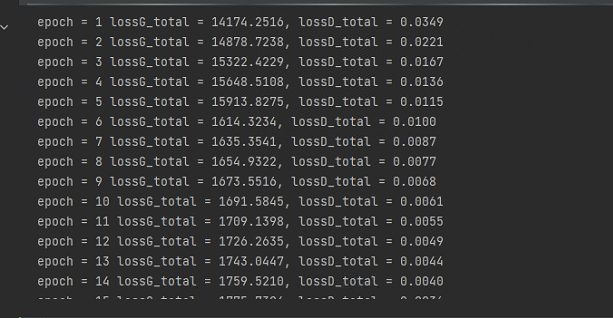 epoch = 1 lossG_total = 14174.2516, lossD_total = 0.0349
epoch = 2 lossG_total = 14878.7238, lossD_total = 0.0221
epoch = 3 lossG_total = 15322.4229, lossD_total = 0.0167
epoch = 4 lossG_total = 15648.5108, lossD_total = 0.0136
epoch = 5 lossG_total = 15913.8275, lossD_total = 0.0115
epoch = 6 lossG_total = 1614.3234, lossD_total = 0.0100
epoch = 7 lossG_total = 1635.3541, lossD_total = 0.0087
epoch = 8 lossG_total = 1654.9322, lossD_total = 0.0077
epoch = 9 lossG_total = 1673.5516, lossD_total = 0.0068
epoch = 10 lossG_total = 1691.5845, lossD_total = 0.0061
epoch = 11 lossG_total = 1709.1398, lossD_total = 0.0055
epoch = 12 lossG_total = 1726.2635, lossD_total = 0.0049
epoch = 13 lossG_total = 1743.0447, lossD_total = 0.0044
epoch = 14 lossG_total = 1759.5210, lossD_total = 0.0040
epoch = 15 lossG_total = lossD_total =